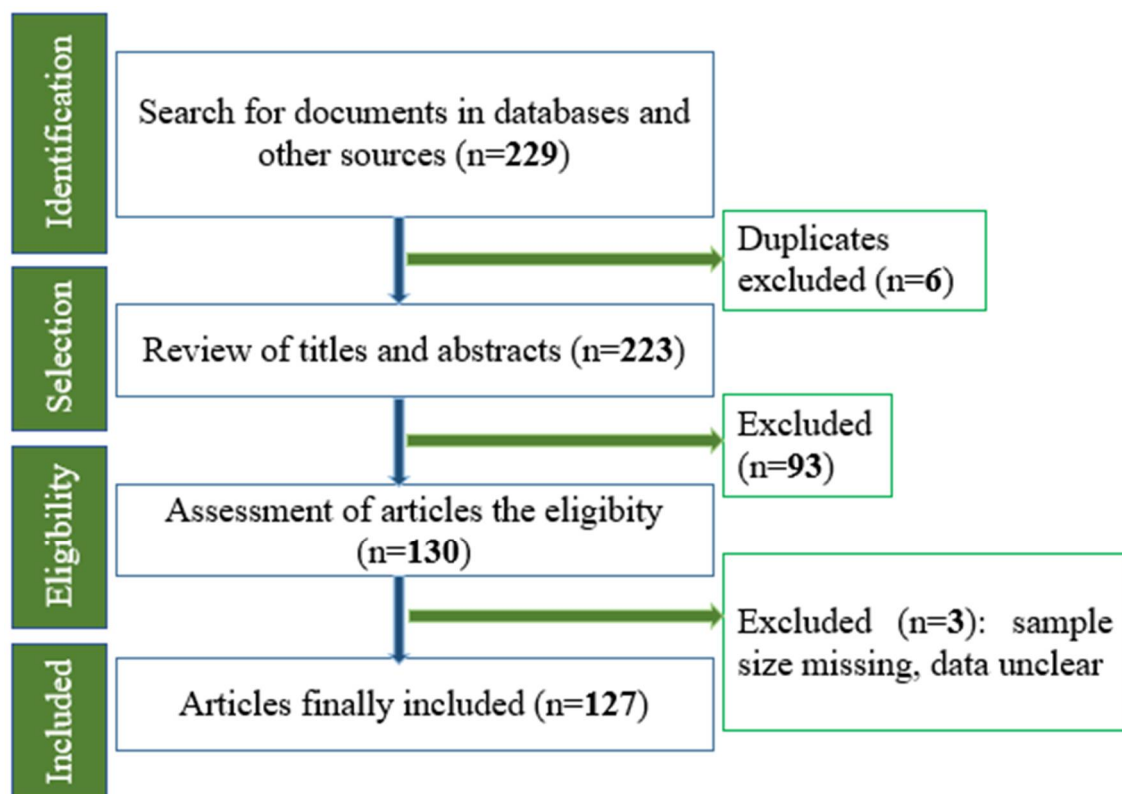 Identification
Search for documents in databases and
other sources (n=229)
Duplicates
excluded (n=6)
Selection
Review of titles and abstracts (n=223)
Excluded
(n=93)
Eligibility
Assessment of articles the eligibity
(n=130)
Excluded (n=3): sample
size missing, data unclear
Included
Articles finally included (n=127)